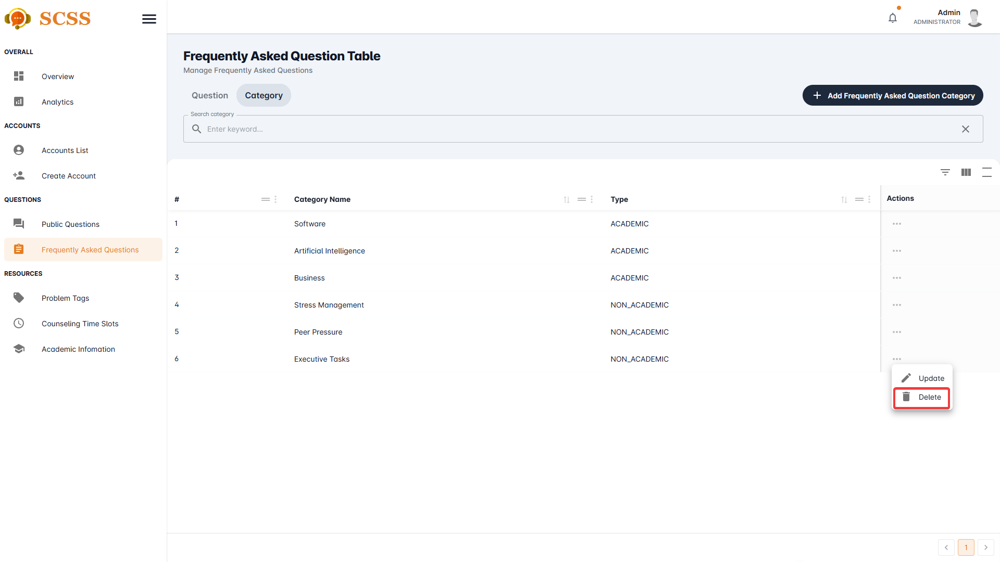 SCSS
Admin
ADMINISTRATOR
OVERALL
Overview
Analytics
ACCOUNTS
Accounts List
Create Account
QUESTIONS
Public Questions
Frequently Asked Questions
RESOURCES
Problem Tags
Counseling Time Slots
Academic Infomation
Frequently Asked Question Table
Manage Frequently Asked Questions
Question Category
Add Frequently Asked Question Category
Search category
Enter keyword...
# Category Name Type Actions
1 Software ACADEMIC
2 Artificial Intelligence ACADEMIC
3 Business ACADEMIC
4 Stress Management NON_ACADEMIC
5 Peer Pressure NON_ACADEMIC
6 Executive Tasks NON_ACADEMIC
Update
Delete
1